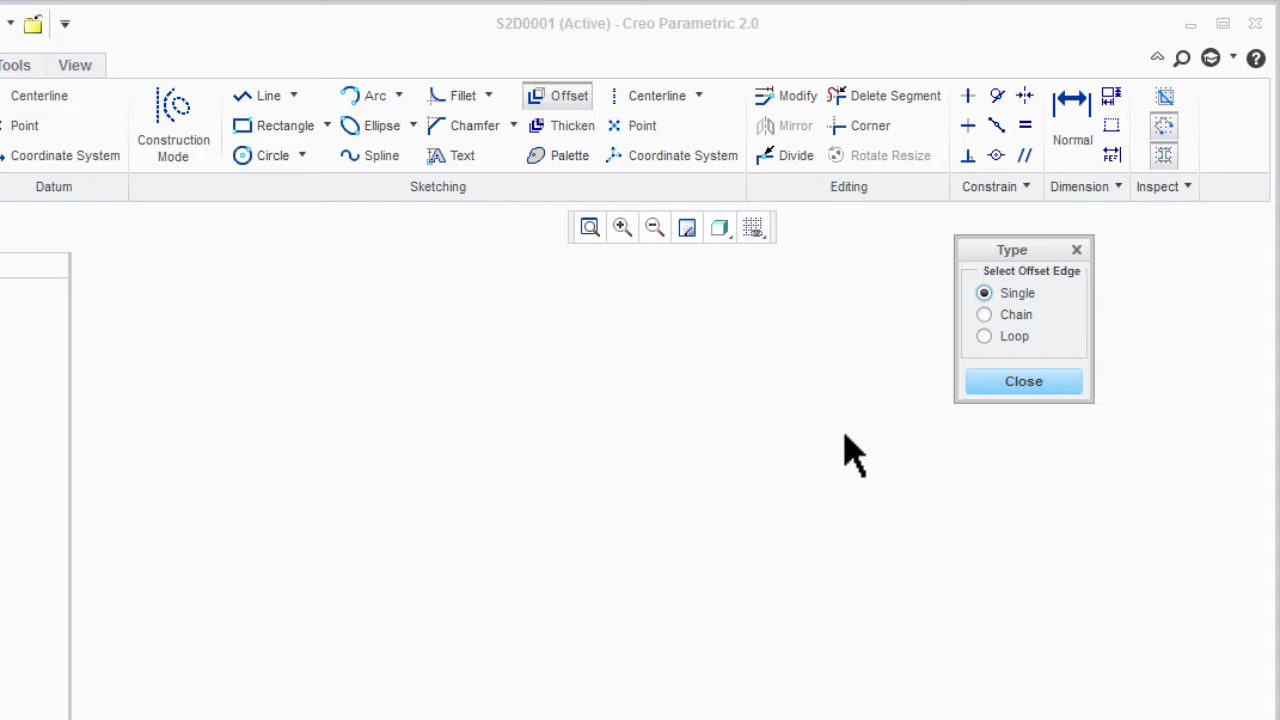 S2D0001 (Active) - Creo Parametric 2.0
Tools View
Centerline Line Arc Fillet Offset Centerline Modify Delete Segment
Point Rectangle Ellipse Chamfer Thicken Point Mirror Corner
Coordinate System Construction Mode Circle Spline Text Palette Coordinate System Divide Rotate Resize Normal
Datum Sketching Editing Constrain Dimension Inspect
Type
Select Offset Edge
Single
Chain
Loop
Close